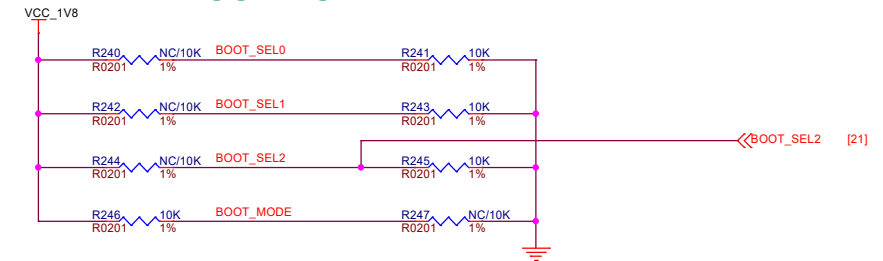 VCC_1V8
R240 NC/10K BOOT_SEL0 R241 10K
R0201 1% R0201 1%
R242 NC/10K BOOT_SEL1 R243 10K
R0201 1% R0201 1%
BOOT_SEL2 [21]
R244 NC/10K BOOT_SEL2 R245 10K
R0201 1% R0201 1%
R246 10K BOOT_MODE R247 NC/10K
R0201 1% R0201 1%